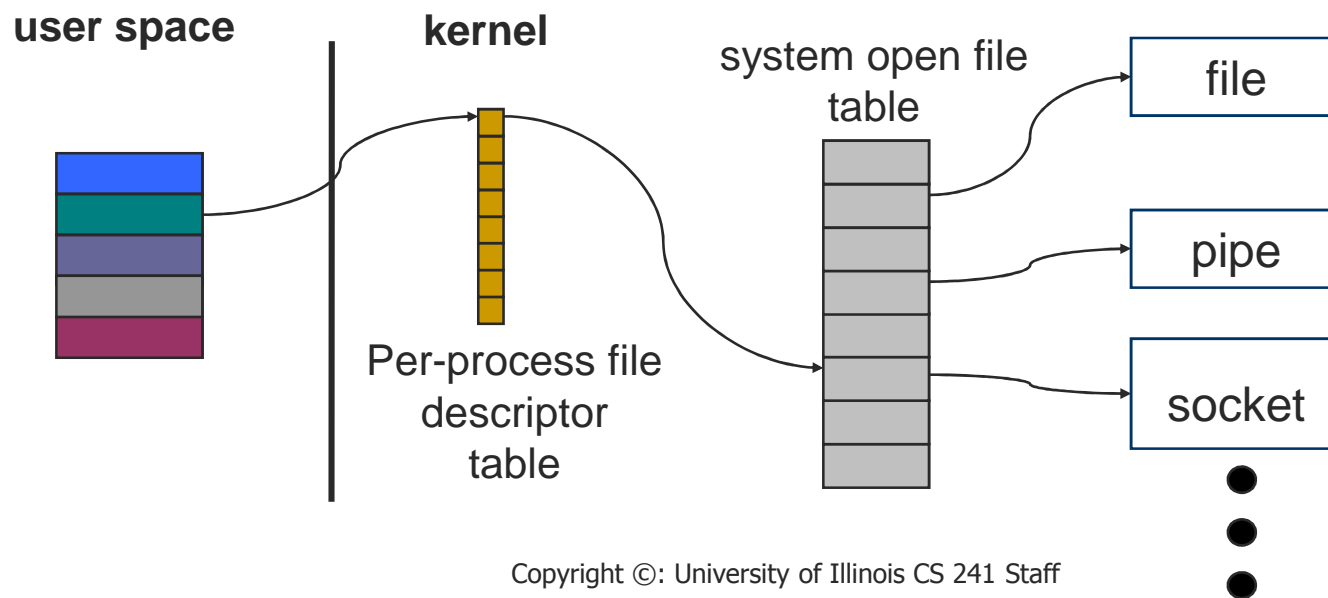 user space
kernel
system open file
table
file
pipe
socket
Per-process file
descriptor
table
Copyright ©: University of Illinois CS 241 Staff